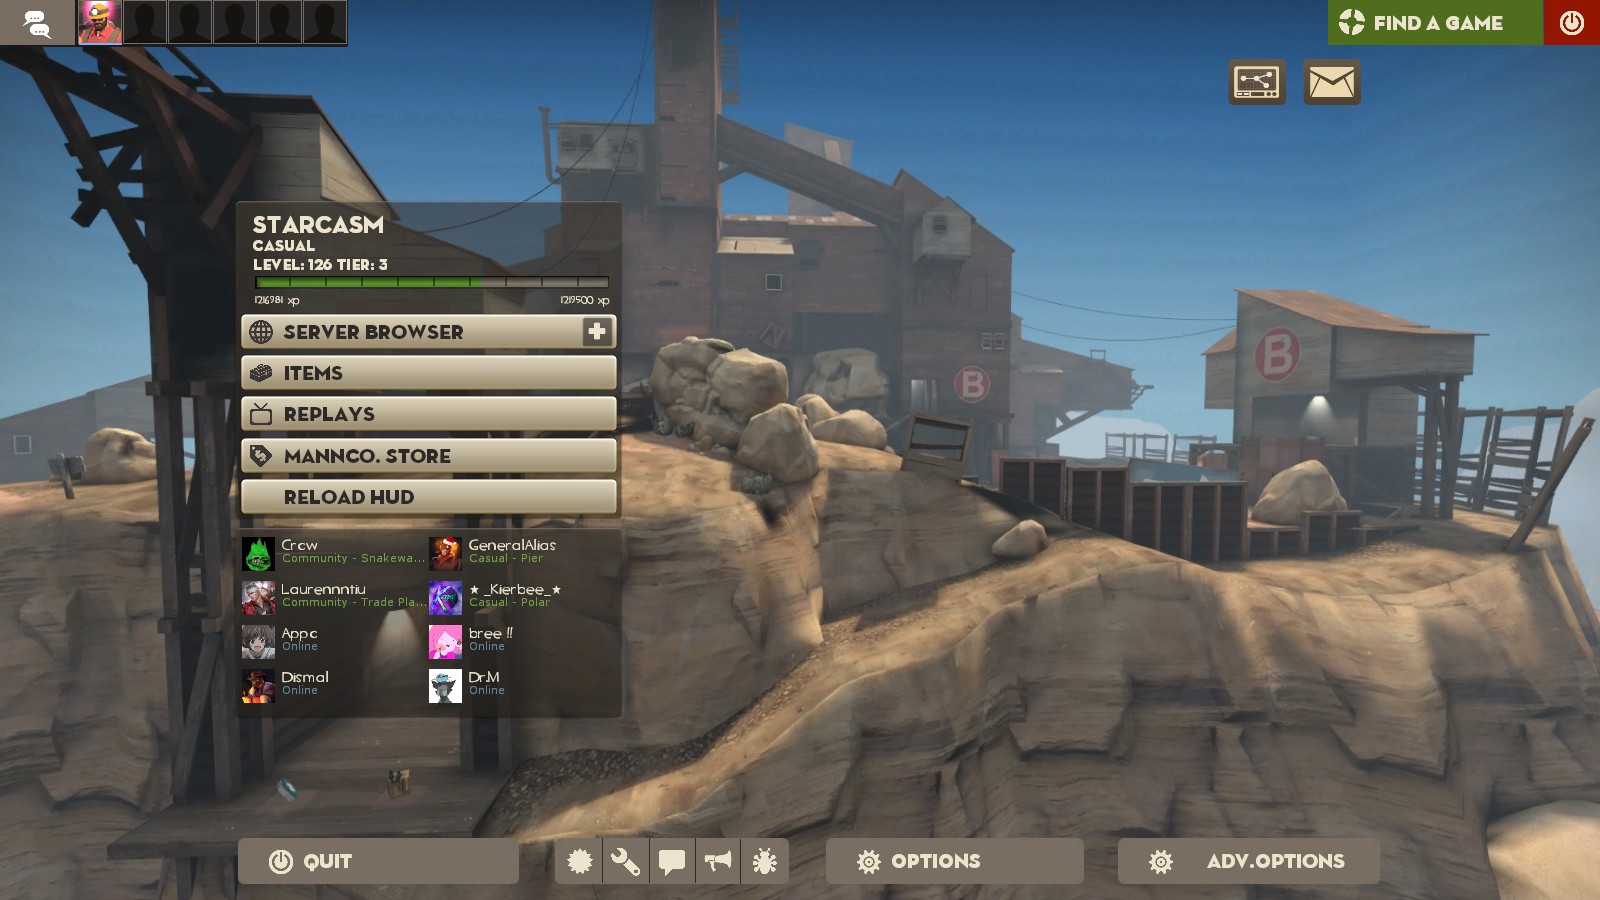 FIND A GAME
STARCASM
CASUAL
LEVEL: 126 TIER: 3
1216981 xp
1219500 xp
SERVER BROWSER
ITEMS
REPLAYS
MANNCO. STORE
RELOAD HUD
Crow
Community - Snakewa...
GeneralAlias
Casual - Pier
Laurennntiu
Community - Trade Pla...
★ _Kierbee_★
Casual - Polar
Appc
Online
bree !!
Online
Dismal
Online
Dr.M
Online
B
B
QUIT
OPTIONS
ADV.OPTIONS